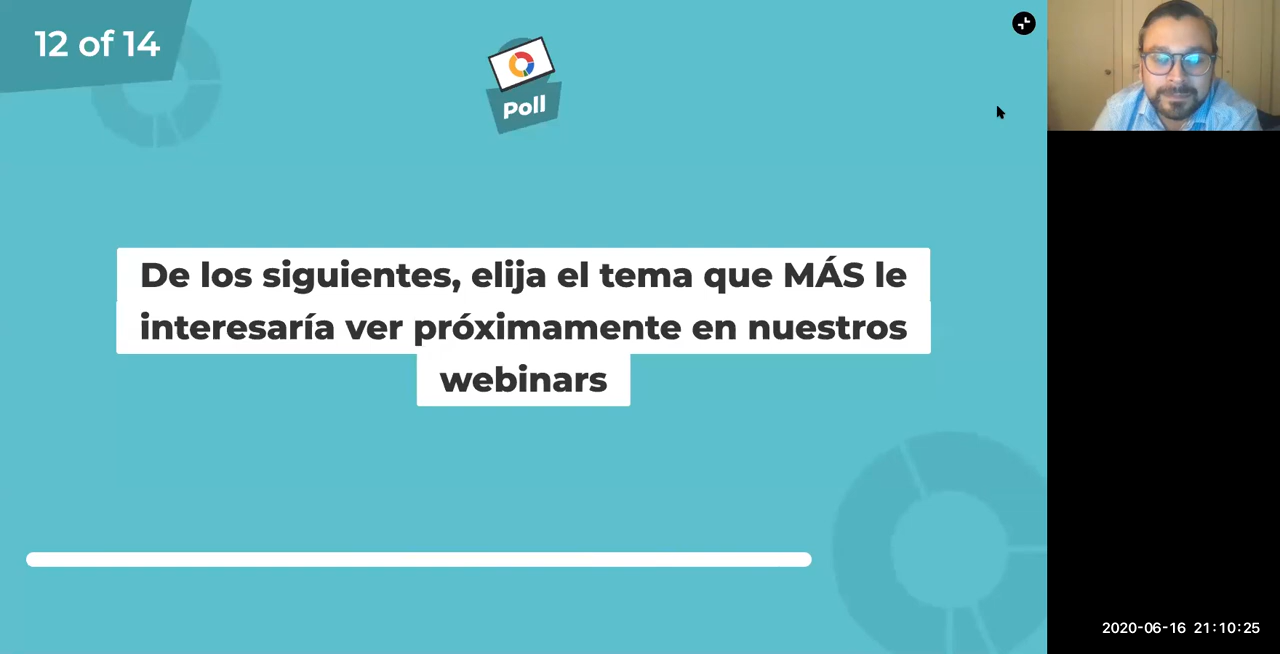 12 of 14
Poll
De los siguientes, elija el tema que MÁS le
interesaría ver próximamente en nuestros
webinars
2020-06-16 21:10:25